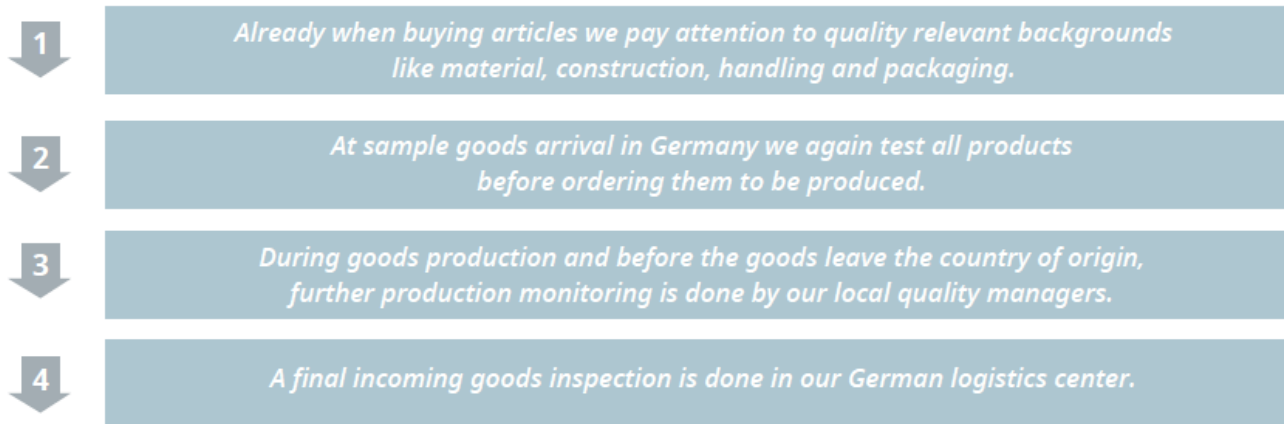 1
Already when buying articles we pay attention to quality relevant backgrounds
like material, construction, handling and packaging.
2
At sample goods arrival in Germany we again test all products
before ordering them to be produced.
3
During goods production and before the goods leave the country of origin,
further production monitoring is done by our local quality managers.
4
A final incoming goods inspection is done in our German logistics center.